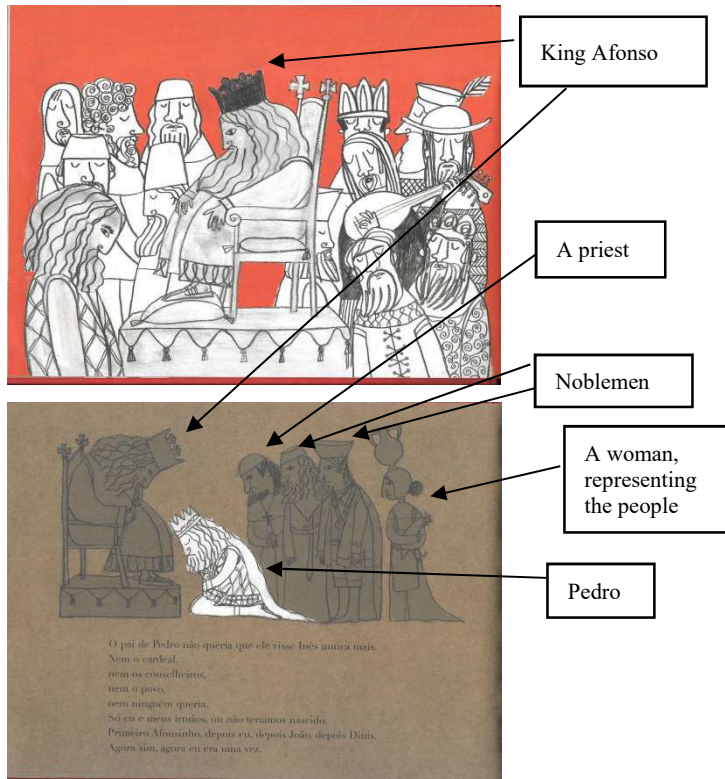 King Afonso
A priest
Noblemen
A woman,
representing
the people
Pedro
O pai de Pedro não queria que ele visse Inês nunca mais.
Nem o cardeal,
nem os conselheiros,
nem o povo,
nem ninguém queria.
Só eu e meus irmãos, ou não teríamos nascido.
Primeiro Afonsinho, depois eu, depois João, depois Dinis.
Agora sim, agora eu era uma vez.